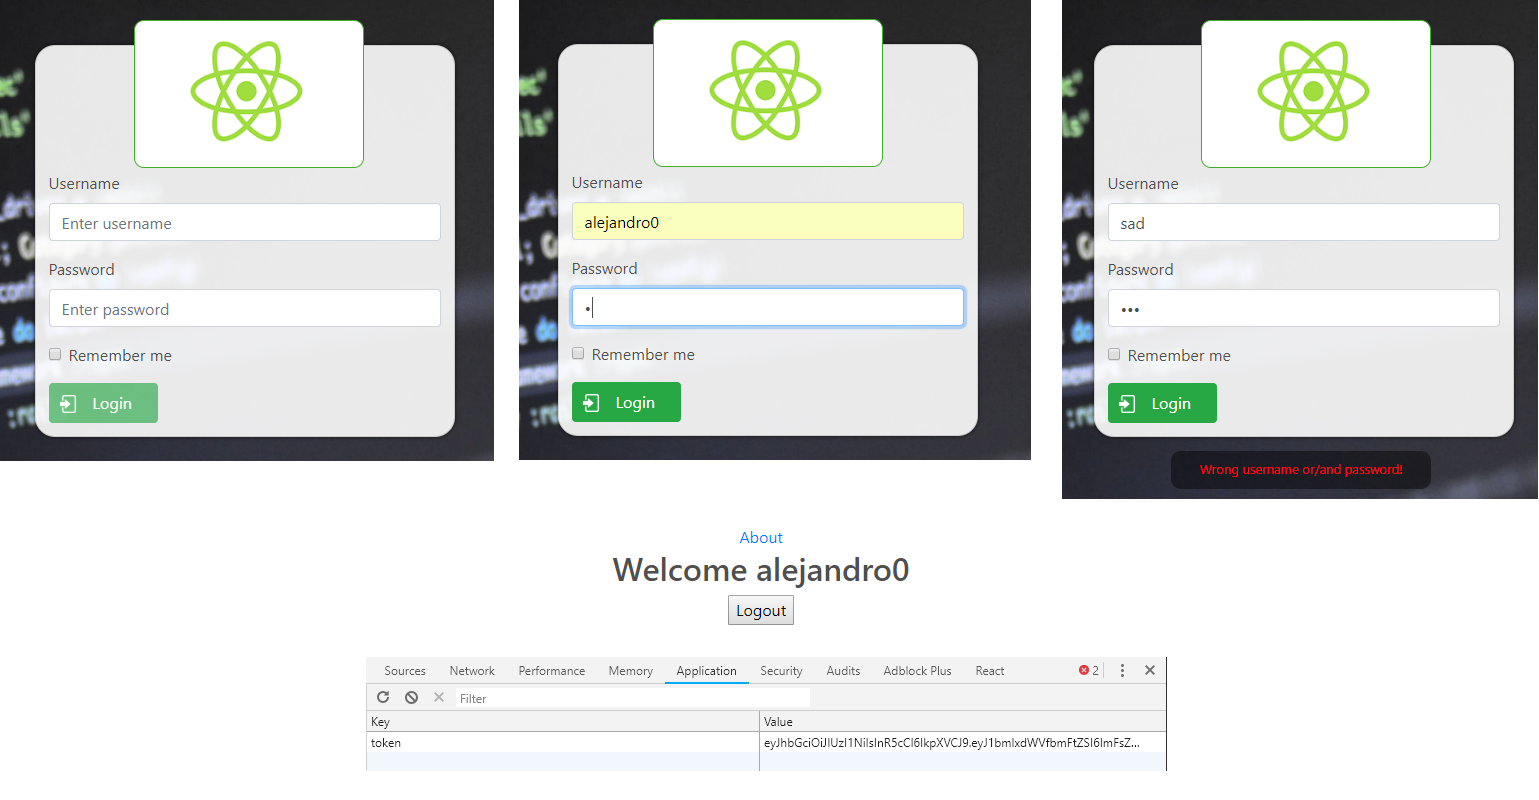 Username
Enter username
Password
Enter password
Remember me
Login
Username
alejandro0
Password
•
Remember me
Login
Username
sad
Password
•••
Remember me
Login
Wrong username or/and password!
About
Welcome alejandro0
Logout
Sources Network Performance Memory Application Security Audits Adblock Plus React 2
Filter
Key Value
token eyJhbGciOiJIUzI1NiIsInR5cCI6IkpXVCJ9.eyJ1bmlxdWVfbmFtZSI6ImFsZ...